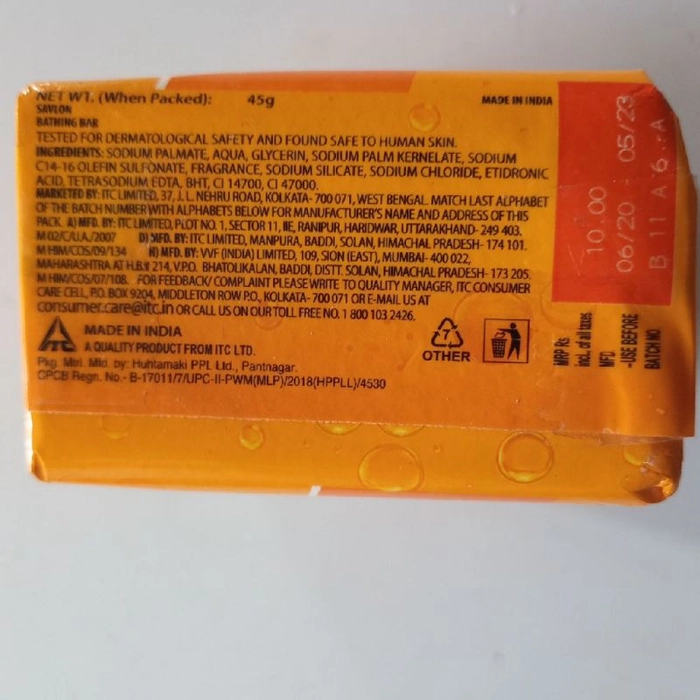 NET WT. (When Packed): 45g MADE IN INDIA
SAVLON
BATHING BAR
TESTED FOR DERMATOLOGICAL SAFETY AND FOUND SAFE TO HUMAN SKIN.
INGREDIENTS: SODIUM PALMATE, AQUA, GLYCERIN, SODIUM PALM KERNELATE, SODIUM
C14-16 OLEFIN SULFONATE, FRAGRANCE, SODIUM SILICATE, SODIUM CHLORIDE, ETIDRONIC
ACID, TETRASODIUM EDTA, BHT, CI 14700, CI 47000.
MARKETED BY: ITC LIMITED, 37, J. L. NEHRU ROAD, KOLKATA- 700 071, WEST BENGAL. MATCH LAST ALPHABET
OF THE BATCH NUMBER WITH ALPHABETS BELOW FOR MANUFACTURER'S NAME AND ADDRESS OF THIS
PACK. A) MFD. BY: ITC LIMITED, PLOT NO. 1, SECTOR 11, IIE, RANIPUR, HARIDWAR, UTTARAKHAND- 249 403.
M 02/C/U.A./2007 D) MFD. BY: ITC LIMITED, MANPURA, BADDI, SOLAN, HIMACHAL PRADESH- 174 101.
M HIM/COS/09/134 H) MFD. BY: VVF (INDIA) LIMITED, 109, SION (EAST), MUMBAI- 400 022,
MAHARASHTRA AT H.B.# 214, V.P.O. BHATOLIKALAN, BADDI, DISTT. SOLAN, HIMACHAL PRADESH- 173 205.
M HIM/COS/07/108. FOR FEEDBACK/ COMPLAINT PLEASE WRITE TO QUALITY MANAGER, ITC CONSUMER
CARE CELL, P.O. BOX 9204, MIDDLETON ROW P.O., KOLKATA- 700 071 OR E-MAIL US AT
consumer.care@itc.in OR CALL US ON OUR TOLL FREE NO. 1 800 103 2426.
ITC
MADE IN INDIA
A QUALITY PRODUCT FROM ITC LTD.
Pkg. Mtrl. Mfd. by: Huhtamaki PPL Ltd., Pantnagar.
CPCB Regn. No.- B-17011/7/UPC-II-PWM(MLP)/2018(HPPLL)/4530
7
OTHER
MRP Rs
incl. of all taxes
MFD
-USE BEFORE
BATCH NO
10.00
06/20 : 05/23
B 11 A 6 A